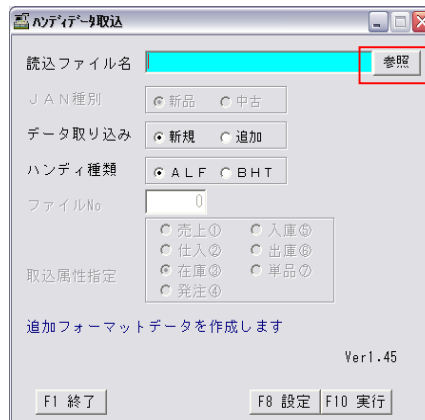 ﾊﾝﾃﾞｨﾃﾞｰﾀ取込
読込ファイル名 参照
ＪＡＮ種別 新品 中古
データ取り込み 新規 追加
ハンディ種類 ＡＬＦ ＢＨＴ
ファイルNo 0
売上① 入庫⑤
仕入② 出庫⑥
取込属性指定 在庫③ 単品⑦
発注④
追加フォーマットデータを作成します
Ver1.45
F1 終了 F8 設定 F10 実行